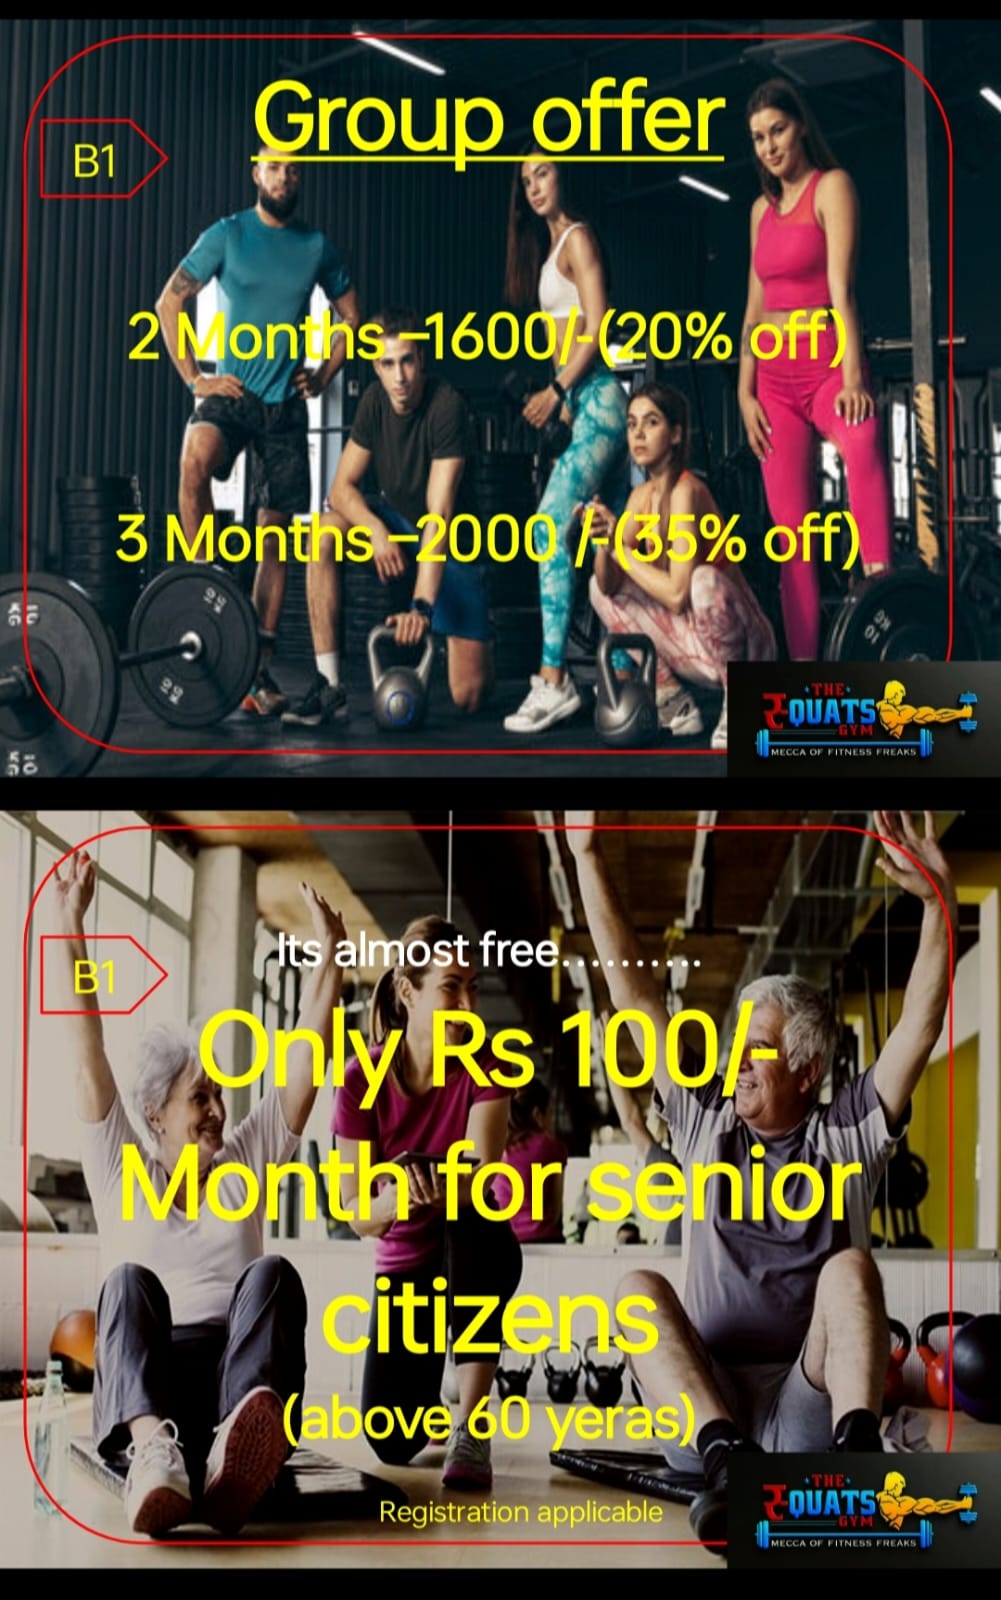 Group offer
B1
2 Months –1600/-(20% off)
3 Months –2000 /-(35% off)
THE
SQUATS
GYM
MECCA OF FITNESS FREAKS
Its almost free..........
B1
Only Rs 100/-
Month for senior
citizens
(above 60 yeras)
Registration applicable
THE
SQUATS
GYM
MECCA OF FITNESS FREAKS